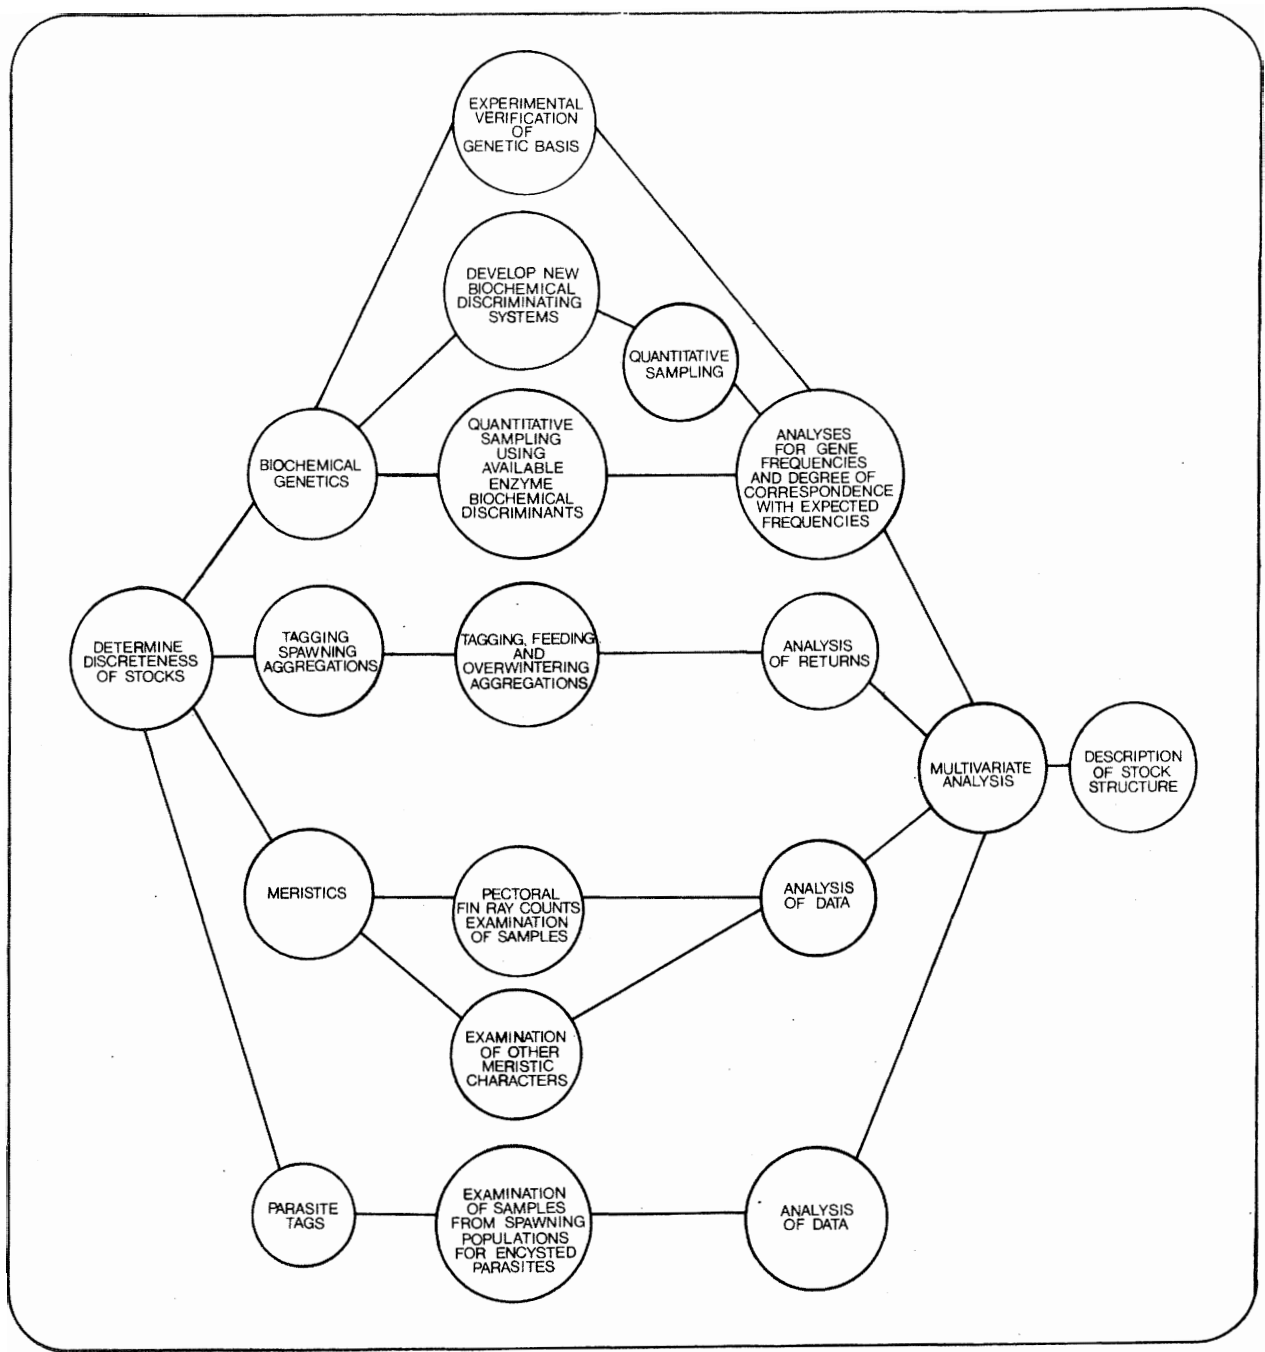 EXPERIMENTAL
VERIFICATION
OF
GENETIC BASIS
DEVELOP NEW
BIOCHEMICAL
DISCRIMINATING
SYSTEMS
QUANTITATIVE
SAMPLING
BIOCHEMICAL
GENETICS
QUANTITATIVE
SAMPLING
USING
AVAILABLE
ENZYME
BIOCHEMICAL
DISCRIMINANTS
ANALYSES
FOR GENE
FREQUENCIES
AND DEGREE OF
CORRESPONDENCE
WITH EXPECTED
FREQUENCIES
DETERMINE
DISCRETENESS
OF STOCKS
TAGGING
SPAWNING
AGGREGATIONS
TAGGING, FEEDING
AND
OVERWINTERING
AGGREGATIONS
ANALYSIS
OF RETURNS
MULTIVARIATE
ANALYSIS
DESCRIPTION
OF STOCK
STRUCTURE
MERISTICS
PECTORAL
FIN RAY COUNTS
EXAMINATION
OF SAMPLES
ANALYSIS
OF DATA
EXAMINATION
OF OTHER
MERISTIC
CHARACTERS
PARASITE
TAGS
EXAMINATION
OF SAMPLES
FROM SPAWNING
POPULATIONS
FOR ENCYSTED
PARASITES
ANALYSIS
OF DATA